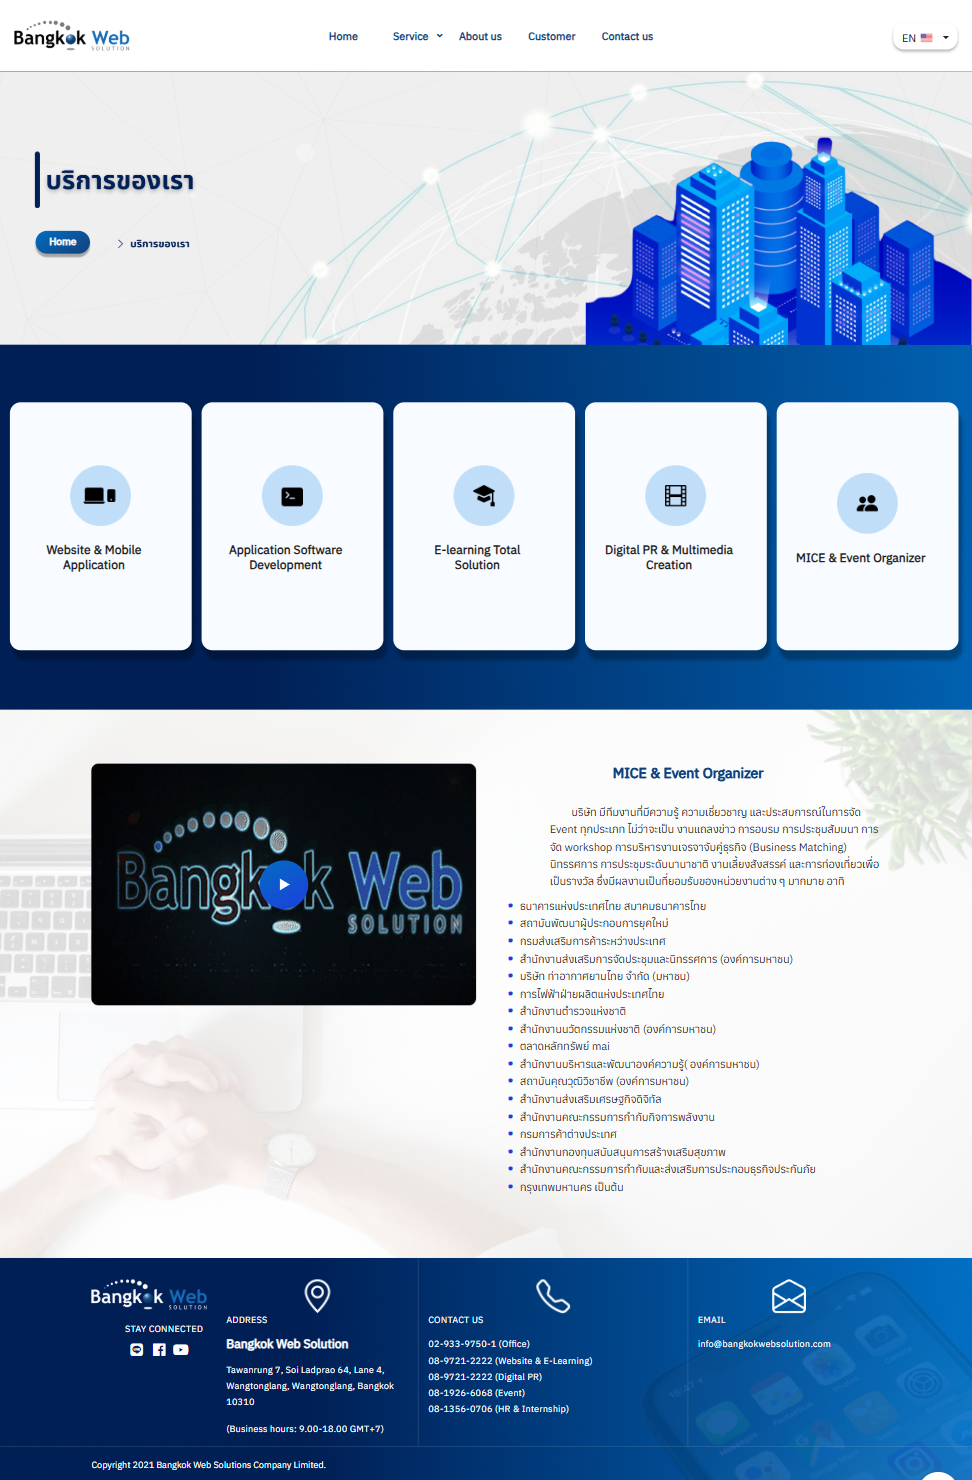 Bangkok Web
SOLUTION
Home
Service
About us
Customer
Contact us
EN
บริการของเรา
Home
บริการของเรา
Website & Mobile
Application
Application Software
Development
E-learning Total
Solution
Digital PR & Multimedia
Creation
MICE & Event Organizer
Bangkok Web
SOLUTION
MICE & Event Organizer
บริษัท มีทีมงานที่มีความรู้ ความเชี่ยวชาญ และประสบการณ์ในการจัด
Event ทุกประเภท ไม่ว่าจะเป็น งานแถลงข่าว การอบรม การประชุมสัมมนา การ
จัด workshop การบริหารงานเจรจาจับคู่ธุรกิจ (Business Matching)
นิทรรศการ การประชุมระดับนานาชาติ งานเลี้ยงสังสรรค์ และการท่องเที่ยวเพื่อ
เป็นรางวัล ซึ่งมีผลงานเป็นที่ยอมรับของหน่วยงานต่าง ๆ มากมาย อาทิ
ธนาคารแห่งประเทศไทย สมาคมธนาคารไทย
สถาบันพัฒนาผู้ประกอบการยุคใหม่
กรมส่งเสริมการค้าระหว่างประเทศ
สำนักงานส่งเสริมการจัดประชุมและนิทรรศการ (องค์การมหาชน)
บริษัท ท่าอากาศยานไทย จำกัด (มหาชน)
การไฟฟ้าฝ่ายผลิตแห่งประเทศไทย
สำนักงานตำรวจแห่งชาติ
สำนักงานนวัตกรรมแห่งชาติ (องค์การมหาชน)
ตลาดหลักทรัพย์ mai
สำนักงานบริหารและพัฒนาองค์ความรู้( องค์การมหาชน)
สถาบันคุณวุฒิวิชาชีพ (องค์การมหาชน)
สำนักงานส่งเสริมเศรษฐกิจดิจิทัล
สำนักงานคณะกรรมการกำกับกิจการพลังงาน
กรมการค้าต่างประเทศ
สำนักงานกองทุนสนับสนุนการสร้างเสริมสุขภาพ
สำนักงานคณะกรรมการกำกับและส่งเสริมการประกอบธุรกิจประกันภัย
กรุงเทพมหานคร เป็นต้น
Bangkok Web
SOLUTION
STAY CONNECTED
ADDRESS
Bangkok Web Solution
Tawanrung 7, Soi Ladprao 64, Lane 4,
Wangtonglang, Wangtonglang, Bangkok
10310
(Business hours: 9.00-18.00 GMT+7)
CONTACT US
02-933-9750-1 (Office)
08-9721-2222 (Website & E-Learning)
08-9721-2222 (Digital PR)
08-1926-6068 (Event)
08-1356-0706 (HR & Internship)
EMAIL
info@bangkokwebsolution.com
Copyright 2021 Bangkok Web Solutions Company Limited.